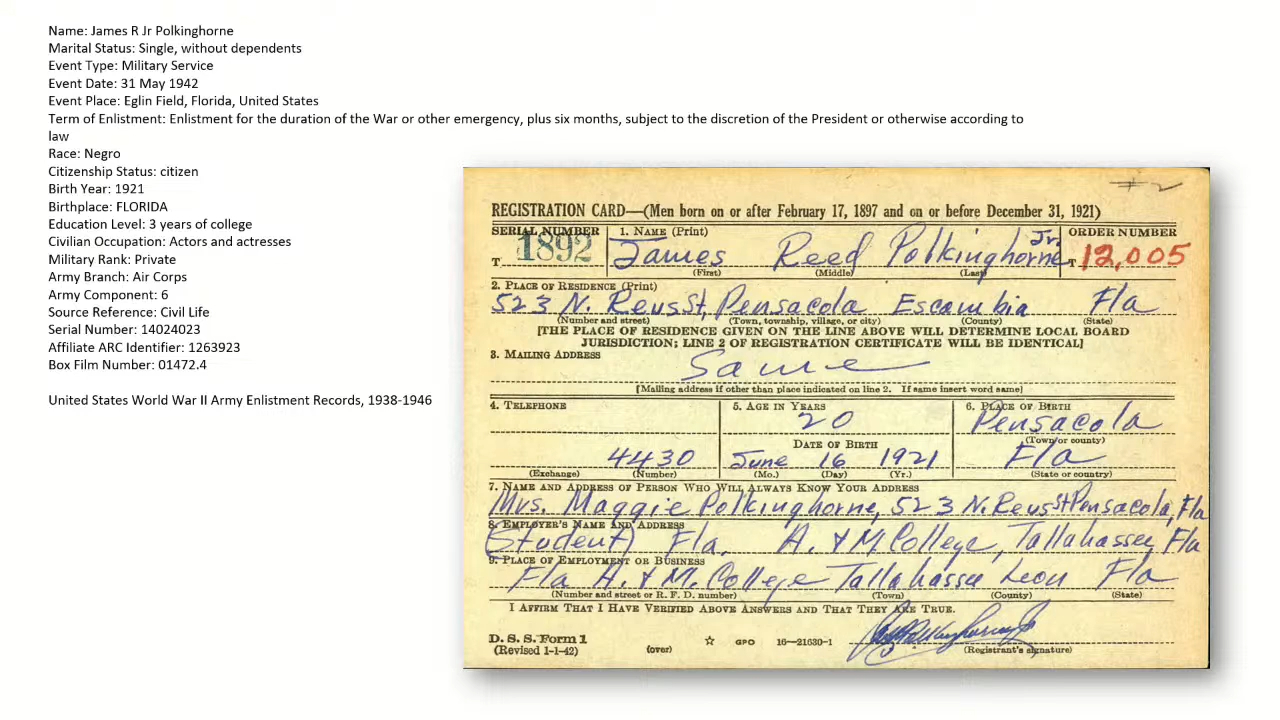 Name: James R Jr Polkinghorne
Marital Status: Single, without dependents
Event Type: Military Service
Event Date: 31 May 1942
Event Place: Eglin Field, Florida, United States
Term of Enlistment: Enlistment for the duration of the War or other emergency, plus six months, subject to the discretion of the President or otherwise according to
law
Race: Negro
Citizenship Status: citizen
Birth Year: 1921
Birthplace: FLORIDA
Education Level: 3 years of college
Civilian Occupation: Actors and actresses
Military Rank: Private
Army Branch: Air Corps
Army Component: 6
Source Reference: Civil Life
Serial Number: 14024023
Affiliate ARC Identifier: 1263923
Box Film Number: 01472.4
United States World War II Army Enlistment Records, 1938-1946
#2
REGISTRATION CARD—(Men born on or after February 17, 1897 and on or before December 31, 1921)
SERIAL NUMBER 1. NAME (Print) ORDER NUMBER
T 1892 James Reed Polkinghorne Jr. T 12,005
(First) (Middle) (Last)
2. PLACE OF RESIDENCE (Print)
523 N. Reus St, Pensacola Escambia Fla
(Number and street) (Town, township, village, or city) (County) (State)
[THE PLACE OF RESIDENCE GIVEN ON THE LINE ABOVE WILL DETERMINE LOCAL BOARD
JURISDICTION; LINE 2 OF REGISTRATION CERTIFICATE WILL BE IDENTICAL]
3. MAILING ADDRESS
Same
[Mailing address if other than place indicated on line 2. If same insert word same]
4. TELEPHONE 5. AGE IN YEARS 6. PLACE OF BIRTH
20 Pensacola
DATE OF BIRTH (Town or county)
4430 June 16 1921 Fla
(Exchange) (Number) (Mo.) (Day) (Yr.) (State or country)
7. NAME AND ADDRESS OF PERSON WHO WILL ALWAYS KNOW YOUR ADDRESS
Mrs. Maggie Polkinghorne, 523 N. Reus St Pensacola, Fla
8. EMPLOYER'S NAME AND ADDRESS
(Student) Fla. A. & M. College, Tallahassee, Fla
9. PLACE OF EMPLOYMENT OR BUSINESS
Fla A. & M. College Tallahassee Leon Fla
(Number and street or R. F. D. number) (Town) (County) (State)
I AFFIRM THAT I HAVE VERIFIED ABOVE ANSWERS AND THAT THEY ARE TRUE.
D. S. S. Form 1
(Revised 1-1-42) (over) GPO 16—21630-1
(Registrant's signature)